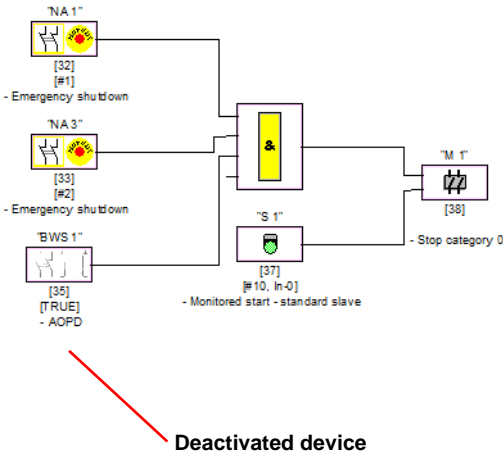 "NA 1"
[32]
[#1]
- Emergency shutdown
"NA 3"
[33]
[#2]
- Emergency shutdown
"BWS 1"
[35]
[TRUE]
- AOPD
&
"S 1"
[37]
[#10, In-0]
- Monitored start - standard slave
"M 1"
[38]
- Stop category 0
Deactivated device